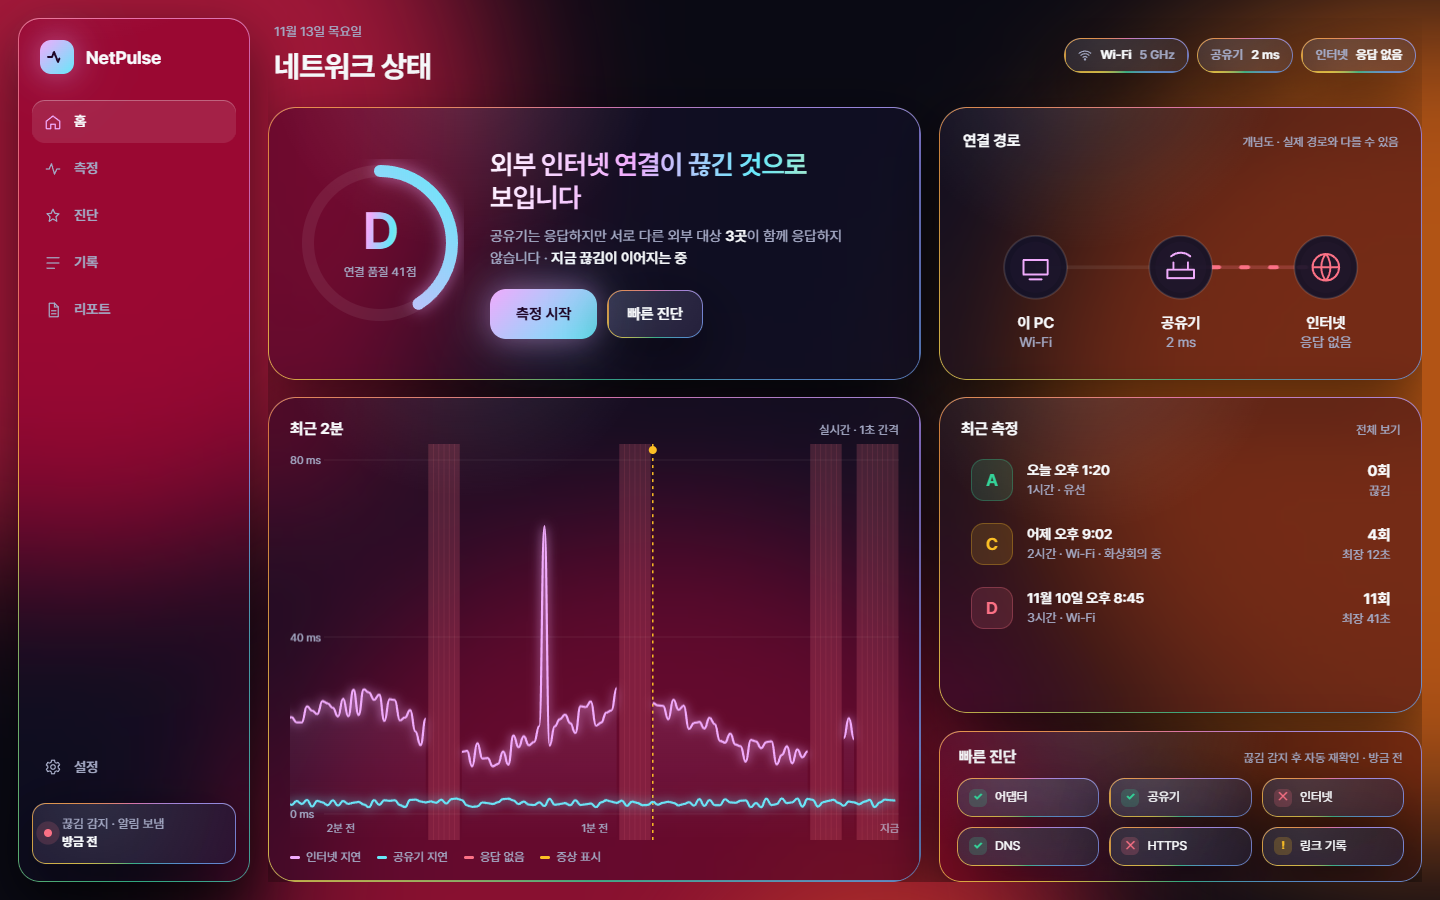 NetPulse
홈
측정
진단
기록
리포트
설정
끊김 감지 · 알림 보냄
방금 전
11월 13일 목요일
네트워크 상태
Wi-Fi 5 GHz
공유기 2 ms
인터넷 응답 없음
D
연결 품질 41점
외부 인터넷 연결이 끊긴 것으로
보입니다
공유기는 응답하지만 서로 다른 외부 대상 3곳이 함께 응답하지
않습니다 · 지금 끊김이 이어지는 중
측정 시작
빠른 진단
연결 경로
개념도 · 실제 경로와 다를 수 있음
이 PC
Wi-Fi
공유기
2 ms
인터넷
응답 없음
최근 2분
실시간 · 1초 간격
80 ms
40 ms
0 ms
2분 전
1분 전
지금
인터넷 지연
공유기 지연
응답 없음
증상 표시
최근 측정
전체 보기
A
오늘 오후 1:20
1시간 · 유선
0회
끊김
C
어제 오후 9:02
2시간 · Wi-Fi · 화상회의 중
4회
최장 12초
D
11월 10일 오후 8:45
3시간 · Wi-Fi
11회
최장 41초
빠른 진단
끊김 감지 후 자동 재확인 · 방금 전
어댑터
공유기
인터넷
DNS
HTTPS
! 링크 기록